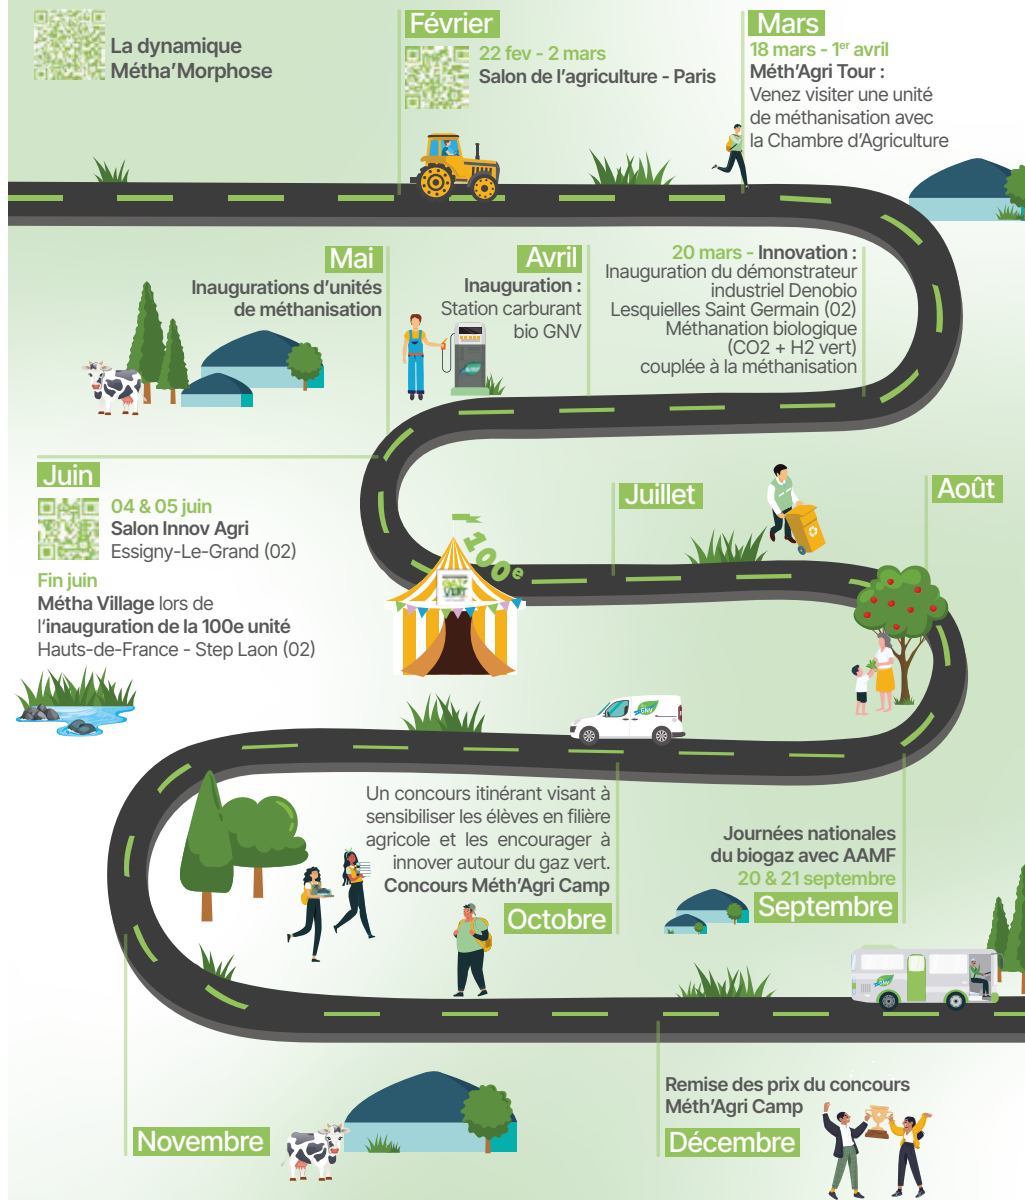 La dynamique
Métha'Morphose
Février
22 fev - 2 mars
Salon de l'agriculture - Paris
Mars
18 mars - 1er avril
Méth'Agri Tour :
Venez visiter une unité
de méthanisation avec
la Chambre d'Agriculture
20 mars - Innovation :
Inauguration du démonstrateur
industriel Denobio
Lesquielles Saint Germain (02)
Méthanation biologique
(CO2 + H2 vert)
couplée à la méthanisation
Avril
Inauguration :
Station carburant
bio GNV
Mai
Inaugurations d'unités
de méthanisation
Juin
04 & 05 juin
Salon Innov Agri
Essigny-Le-Grand (02)
Fin juin
Métha Village lors de
l'inauguration de la 100e unité
Hauts-de-France - Step Laon (02)
100e
Juillet
Août
GNV
Journées nationales
du biogaz avec AAMF
20 & 21 septembre
Septembre
Un concours itinérant visant à
sensibiliser les élèves en filière
agricole et les encourager à
innover autour du gaz vert.
Concours Méth'Agri Camp
Octobre
Novembre
GNV
Remise des prix du concours
Méth'Agri Camp
Décembre